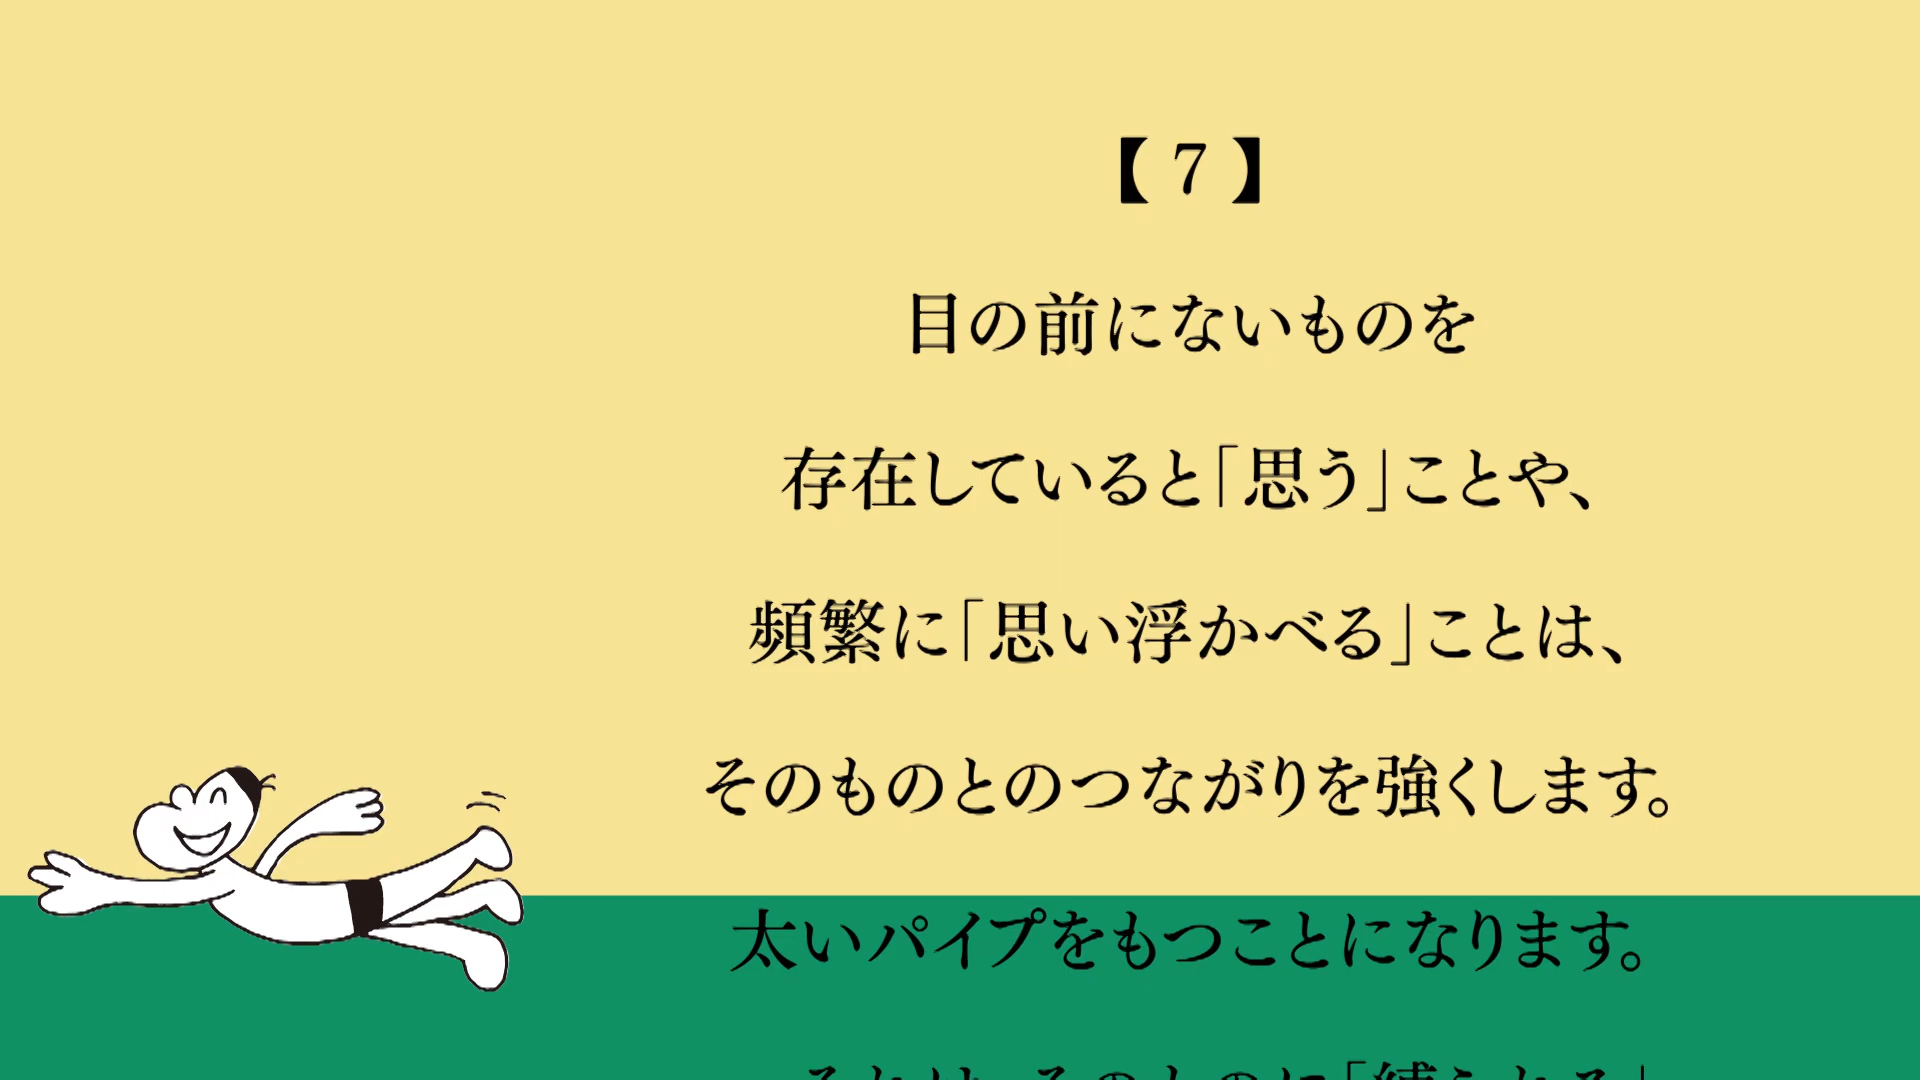 【 7 】
目の前にないものを
存在していると「思う」ことや、
頻繁に「思い浮かべる」ことは、
そのものとのつながりを強くします。
太いパイプをもつことになります。